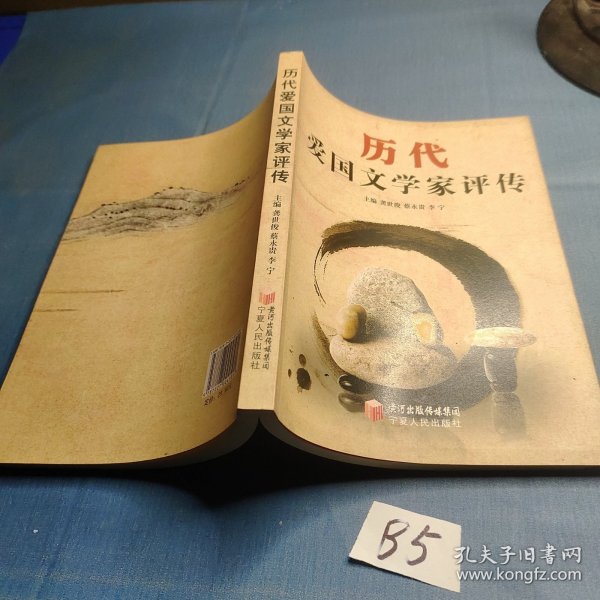 历代爱国文学家评传
主编 龚世俊 蔡永贵 李宁
黄河出版传媒集团
宁夏人民出版社
历代
爱国文学家评传
主编 龚世俊 蔡永贵 李宁
黄河出版传媒集团
宁夏人民出版社
B5
孔夫子旧书网
www.kongfz.com